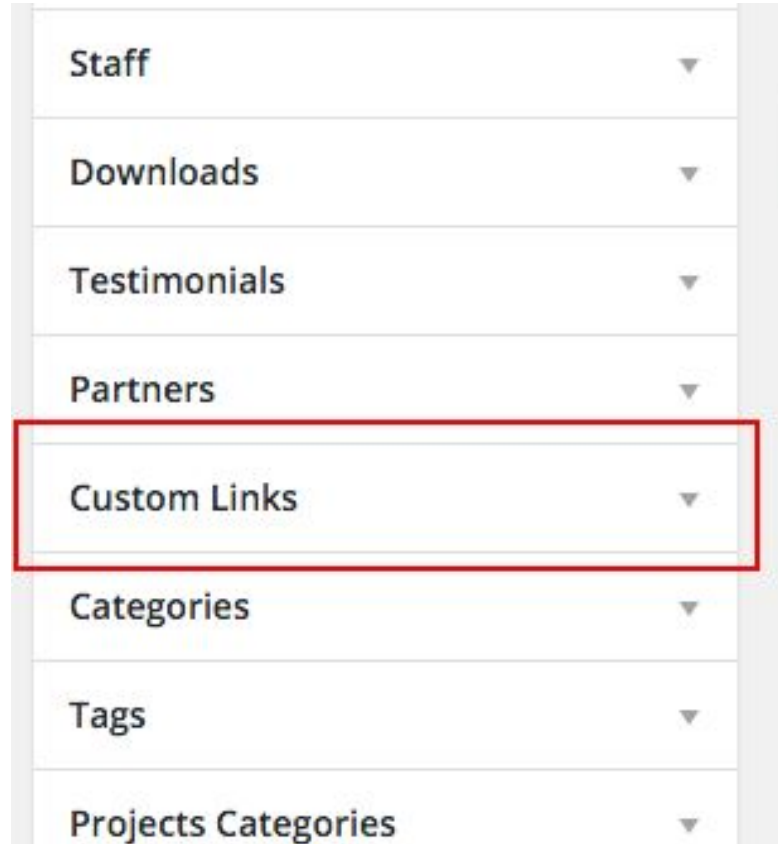 Staff
Downloads
Testimonials
Partners
Custom Links
Categories
Tags
Projects Categories